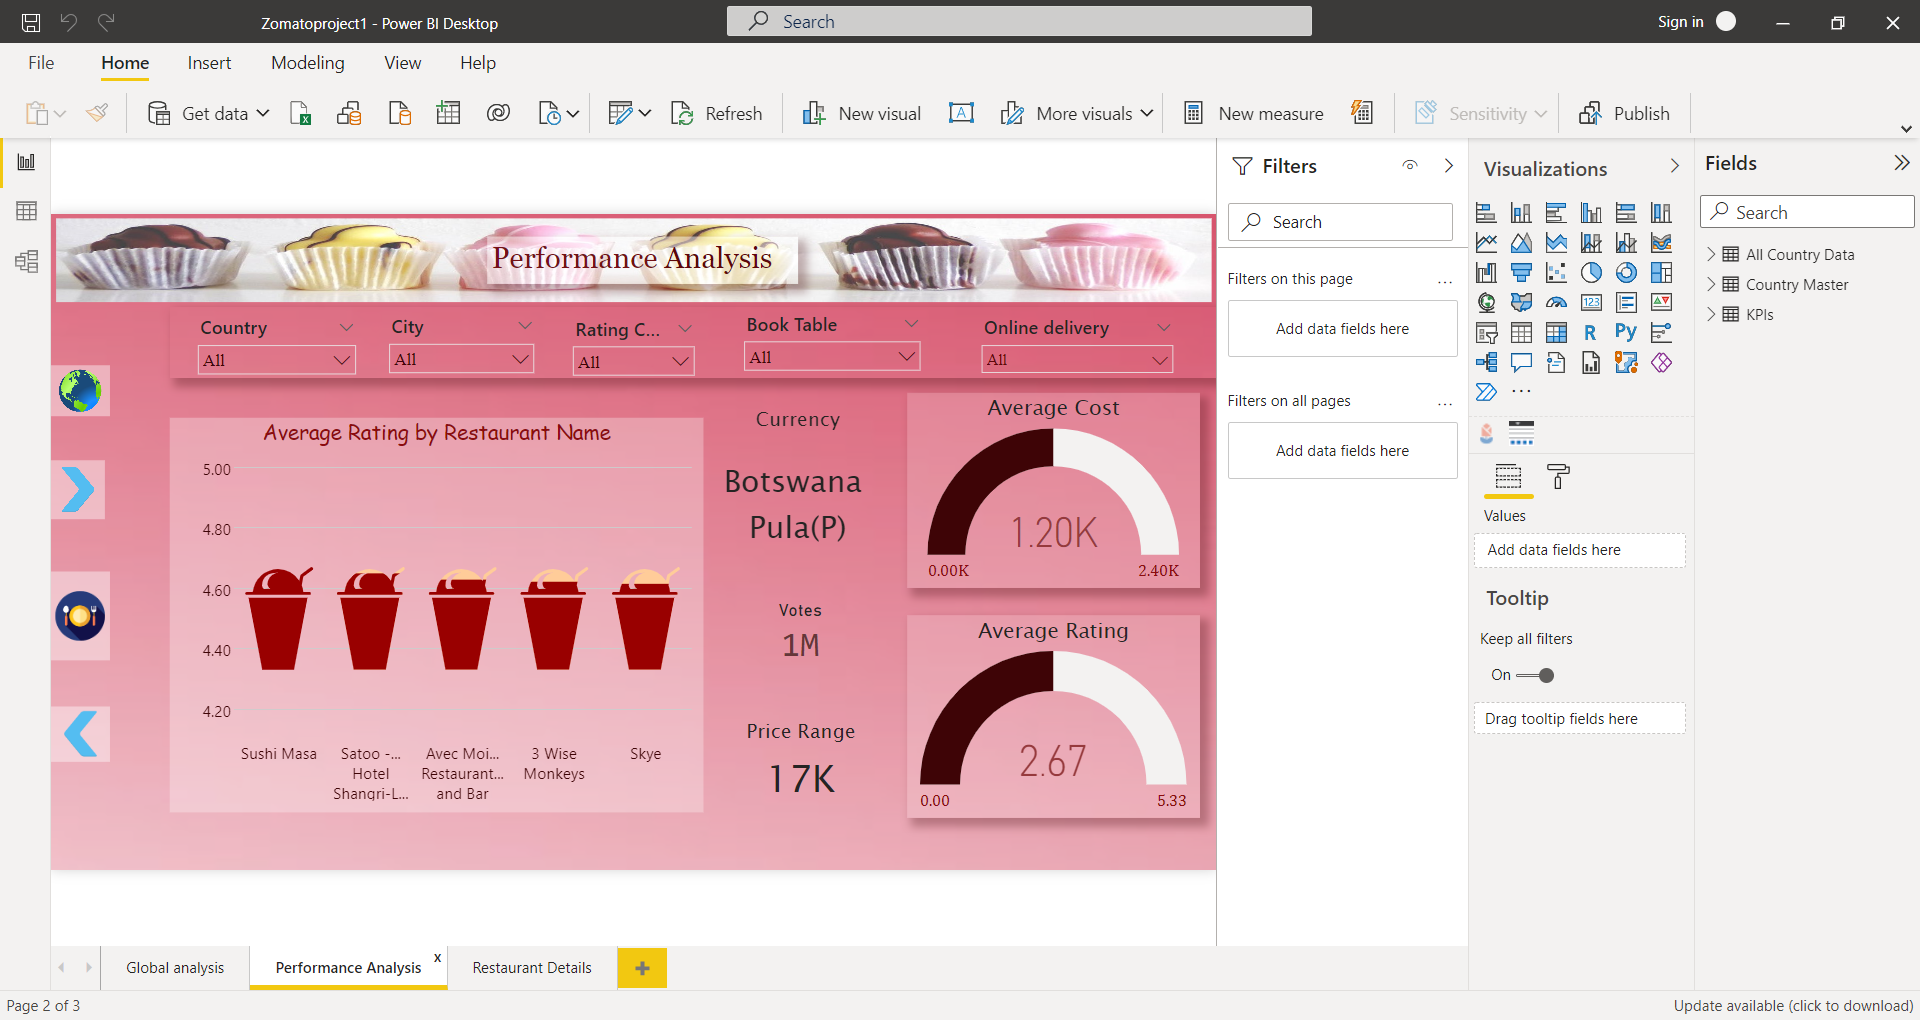 Zomatoproject1 - Power BI Desktop
Search
Sign in
File
Home
Insert
Modeling
View
Help
Get data
Refresh
New visual
More visuals
New measure
Sensitivity
Publish
Performance Analysis
Country
All
City
All
Rating C...
All
Book Table
All
Online delivery
All
Average Rating by Restaurant Name
5.00
4.80
4.60
4.40
4.20
Sushi Masa
Satoo -...
Hotel
Shangri-L...
Avec Moi...
Restaurant...
and Bar
3 Wise
Monkeys
Skye
Currency
Botswana
Pula(P)
Votes
1M
Price Range
17K
Average Cost
1.20K
0.00K
2.40K
Average Rating
2.67
0.00
5.33
Filters
Search
Filters on this page
...
Add data fields here
Filters on all pages
...
Add data fields here
Visualizations
123
R
Py
...
Values
Add data fields here
Tooltip
Keep all filters
On
Drag tooltip fields here
Fields
Search
All Country Data
Country Master
KPIs
Global analysis
Performance Analysis
x
Restaurant Details
+
Page 2 of 3
Update available (click to download)